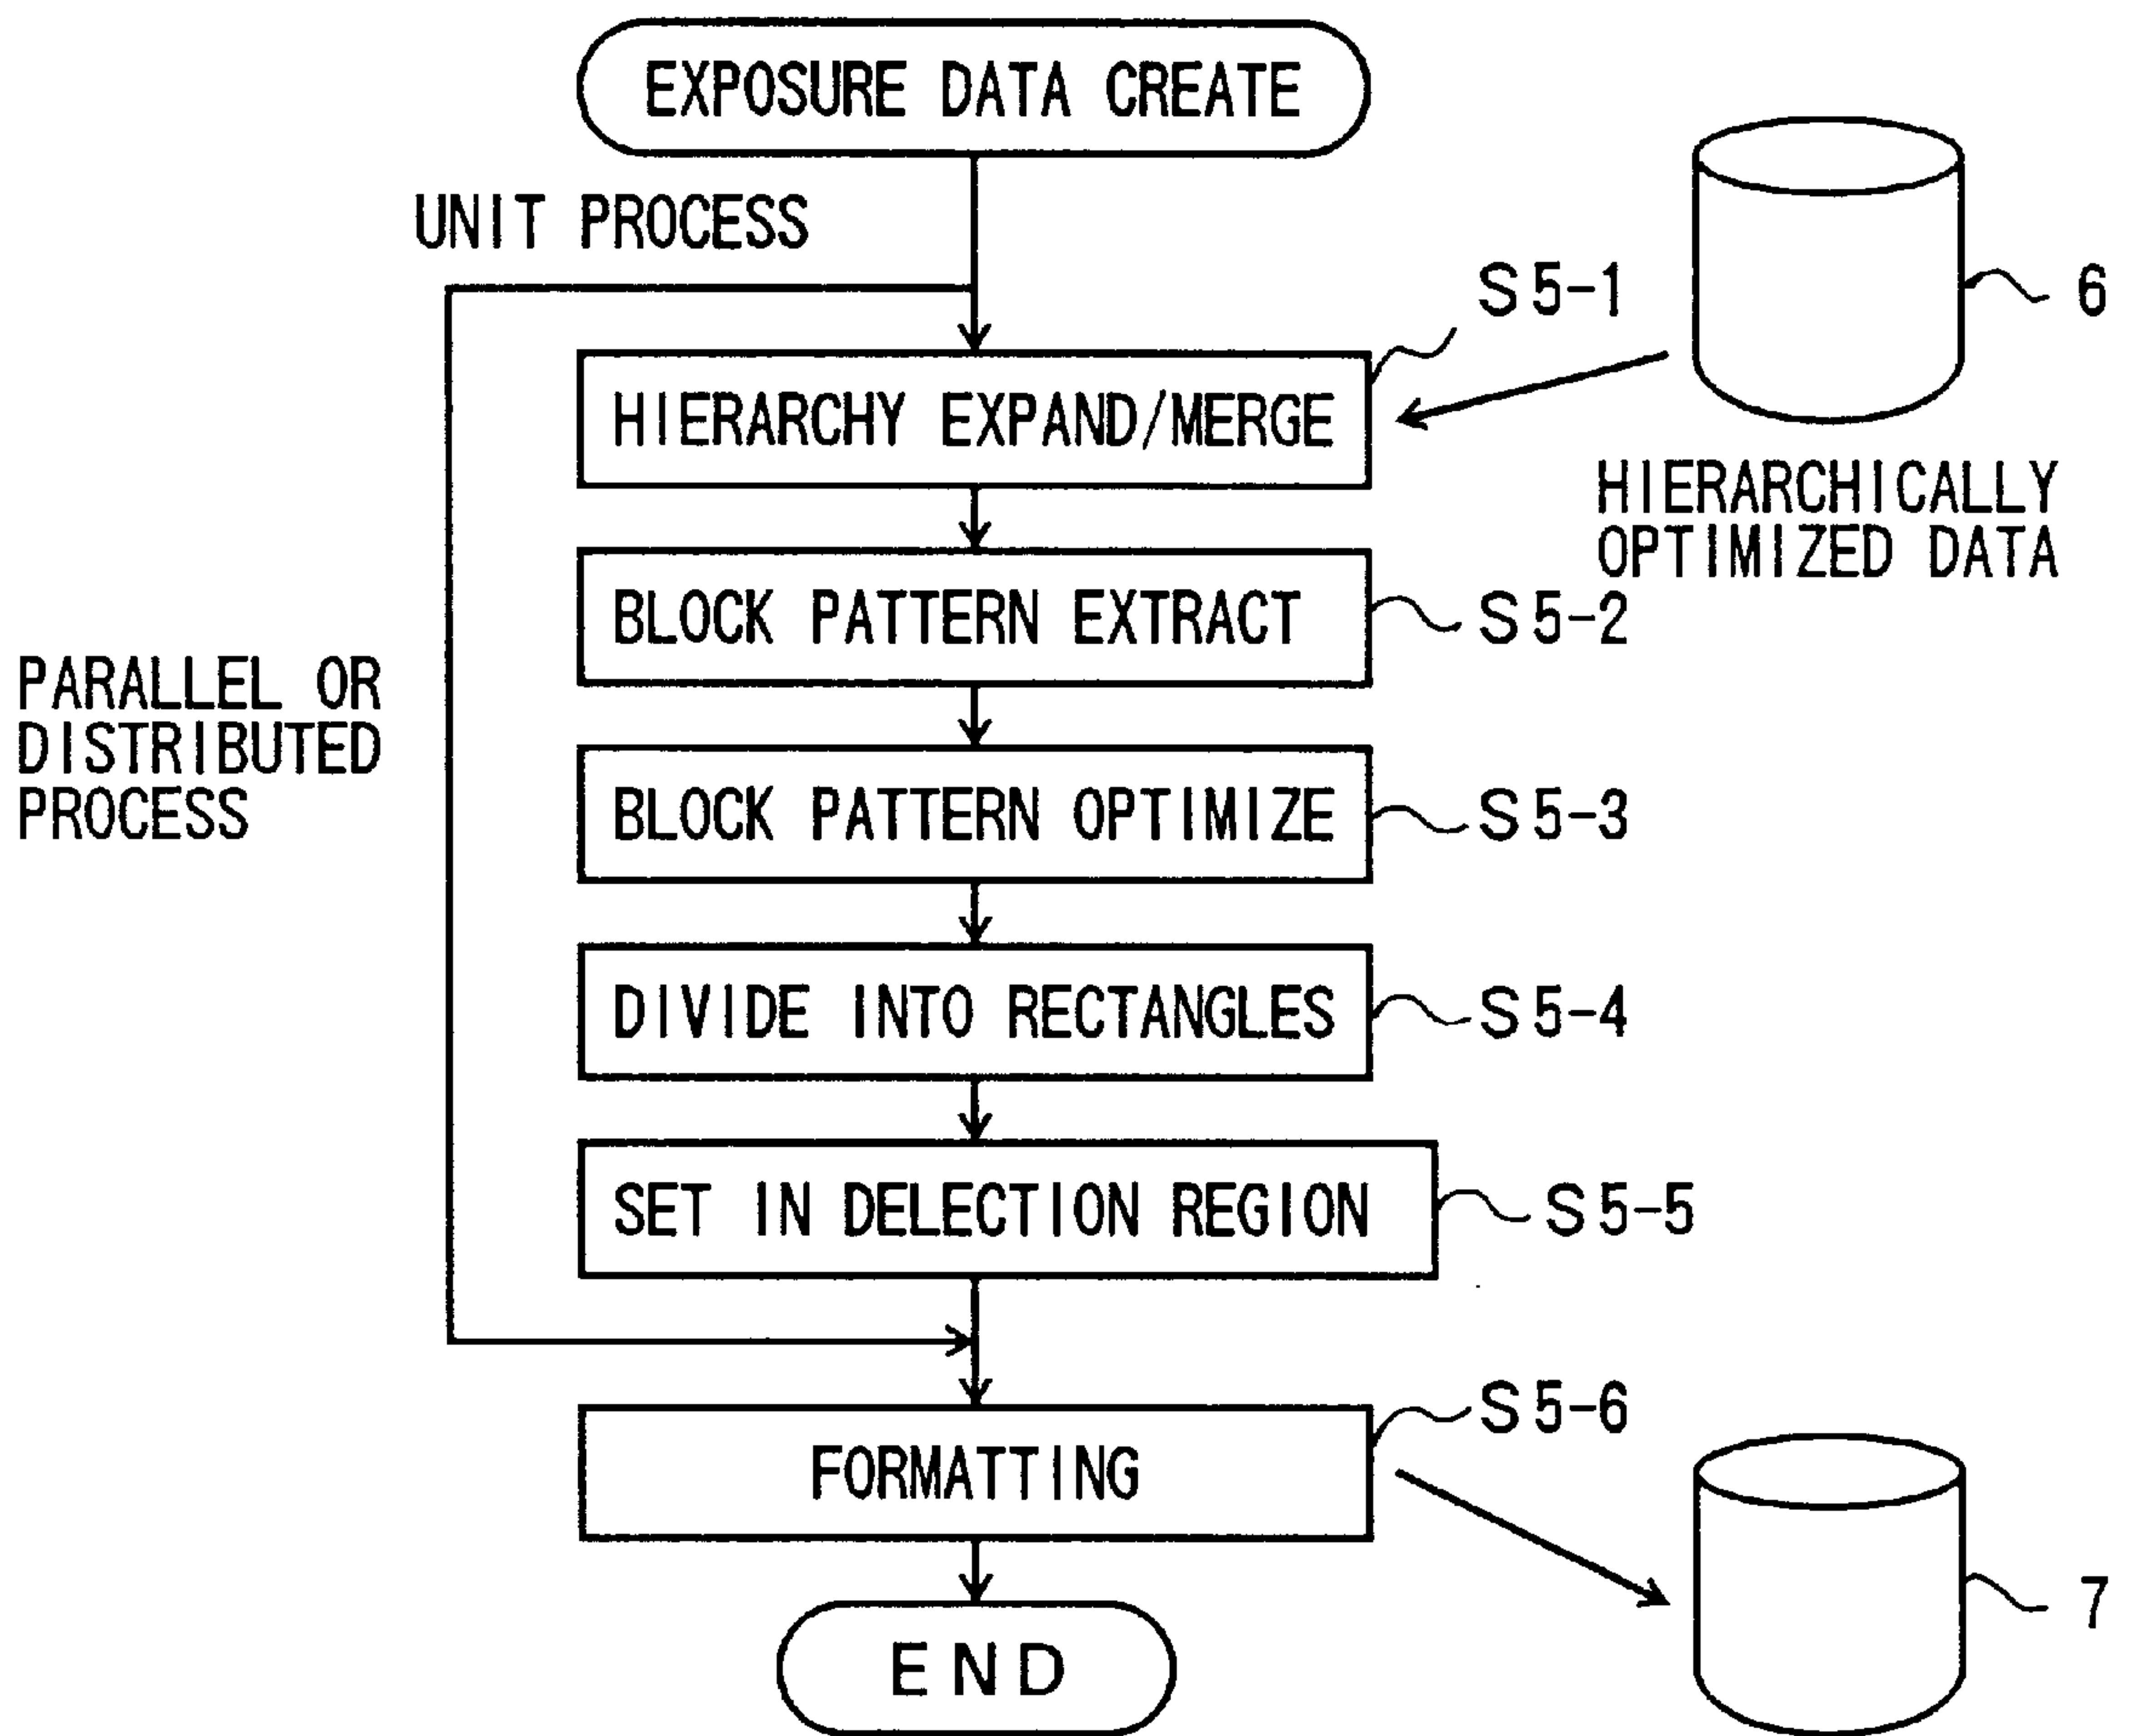 EXPOSURE DATA CREATE
UNIT PROCESS
S5-1
6
HIERARCHY EXPAND/MERGE
HIERARCHICALLY
OPTIMIZED DATA
BLOCK PATTERN EXTRACT
S5-2
PARALLEL OR
DISTRIBUTED
PROCESS
BLOCK PATTERN OPTIMIZE
S5-3
DIVIDE INTO RECTANGLES
S5-4
SET IN DELECTION REGION
S5-5
S5-6
FORMATTING
7
END